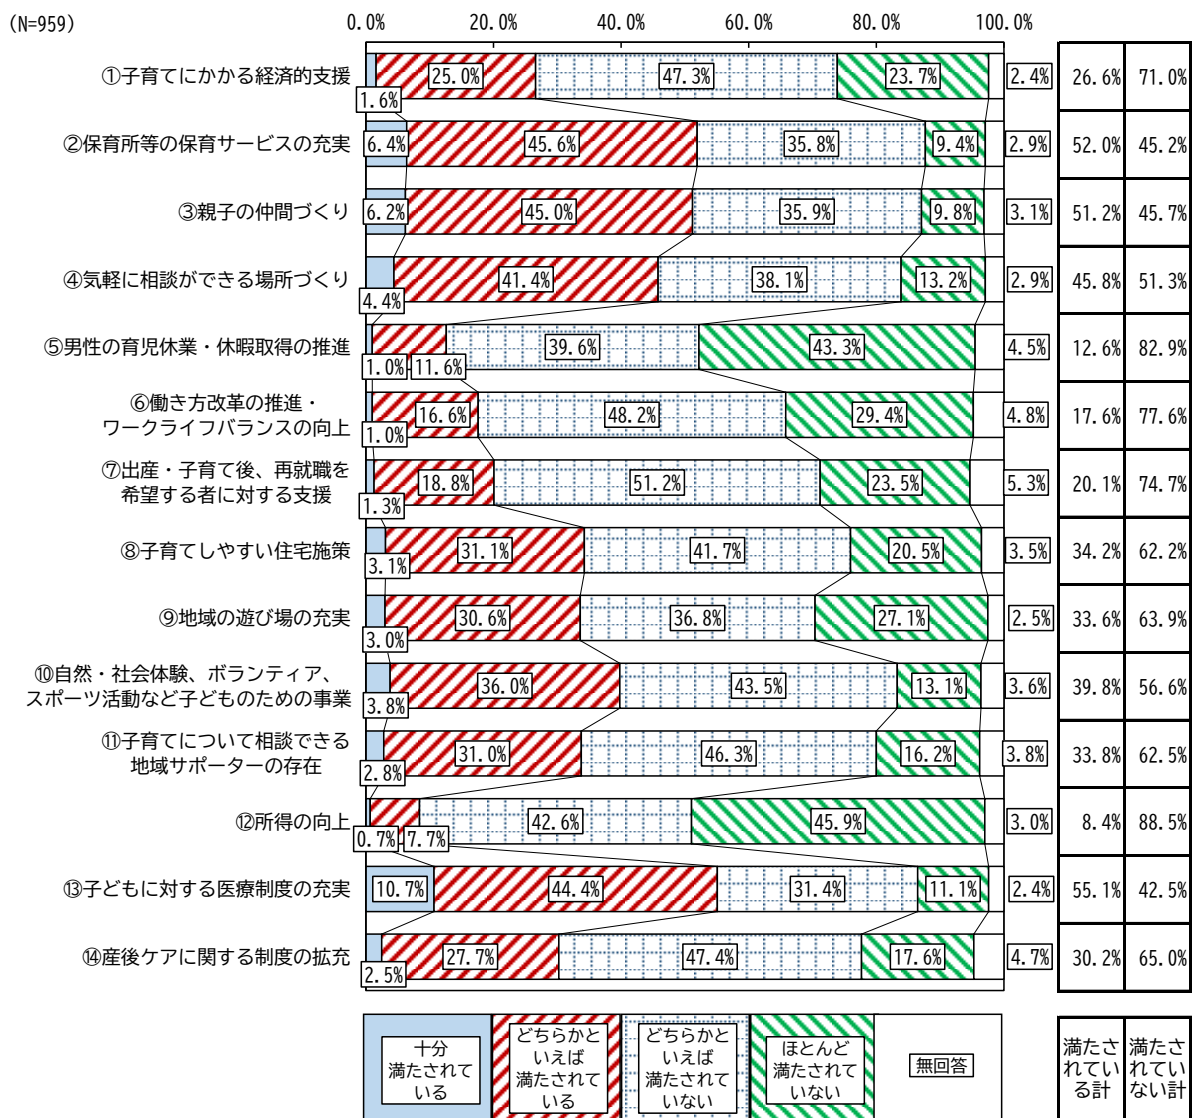 (N=959)
0.0% 20.0% 40.0% 60.0% 80.0% 100.0%
①子育てにかかる経済的支援 1.6% 25.0% 47.3% 23.7% 2.4% 26.6% 71.0%
②保育所等の保育サービスの充実 6.4% 45.6% 35.8% 9.4% 2.9% 52.0% 45.2%
③親子の仲間づくり 6.2% 45.0% 35.9% 9.8% 3.1% 51.2% 45.7%
④気軽に相談ができる場所づくり 4.4% 41.4% 38.1% 13.2% 2.9% 45.8% 51.3%
⑤男性の育児休業・休暇取得の推進 1.0% 11.6% 39.6% 43.3% 4.5% 12.6% 82.9%
⑥働き方改革の推進・
ワークライフバランスの向上 1.0% 16.6% 48.2% 29.4% 4.8% 17.6% 77.6%
⑦出産・子育て後、再就職を
希望する者に対する支援 1.3% 18.8% 51.2% 23.5% 5.3% 20.1% 74.7%
⑧子育てしやすい住宅施策 3.1% 31.1% 41.7% 20.5% 3.5% 34.2% 62.2%
⑨地域の遊び場の充実 3.0% 30.6% 36.8% 27.1% 2.5% 33.6% 63.9%
⑩自然・社会体験、ボランティア、
スポーツ活動など子どものための事業 3.8% 36.0% 43.5% 13.1% 3.6% 39.8% 56.6%
⑪子育てについて相談できる
地域サポーターの存在 2.8% 31.0% 46.3% 16.2% 3.8% 33.8% 62.5%
⑫所得の向上 0.7% 7.7% 42.6% 45.9% 3.0% 8.4% 88.5%
⑬子どもに対する医療制度の充実 10.7% 44.4% 31.4% 11.1% 2.4% 55.1% 42.5%
⑭産後ケアに関する制度の拡充 2.5% 27.7% 47.4% 17.6% 4.7% 30.2% 65.0%
十分
満たされて
いる
どちらかと
いえば
満たされて
いる
どちらかと
いえば
満たされて
いない
ほとんど
満たされて
いない
無回答
満たさ
れてい
る計
満たさ
れてい
ない計